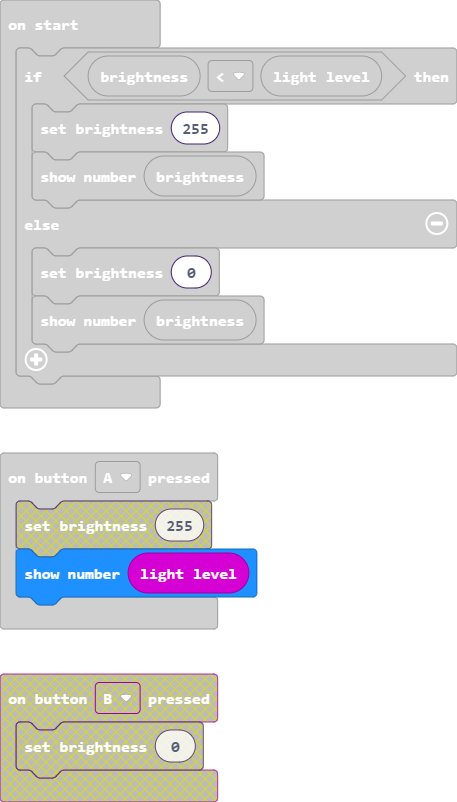 on start
if brightness < light level then
set brightness 255
show number brightness
else
set brightness 0
show number brightness
on button A pressed
set brightness 255
show number light level
on button B pressed
set brightness 0